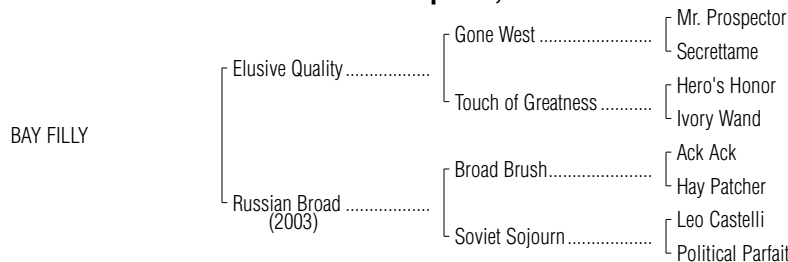 Mr. Prospector
Gone West
Secrettame
Elusive Quality
Hero's Honor
Touch of Greatness
Ivory Wand
BAY FILLY
Ack Ack
Broad Brush
Hay Patcher
Russian Broad
(2003)
Leo Castelli
Soviet Sojourn
Political Parfait